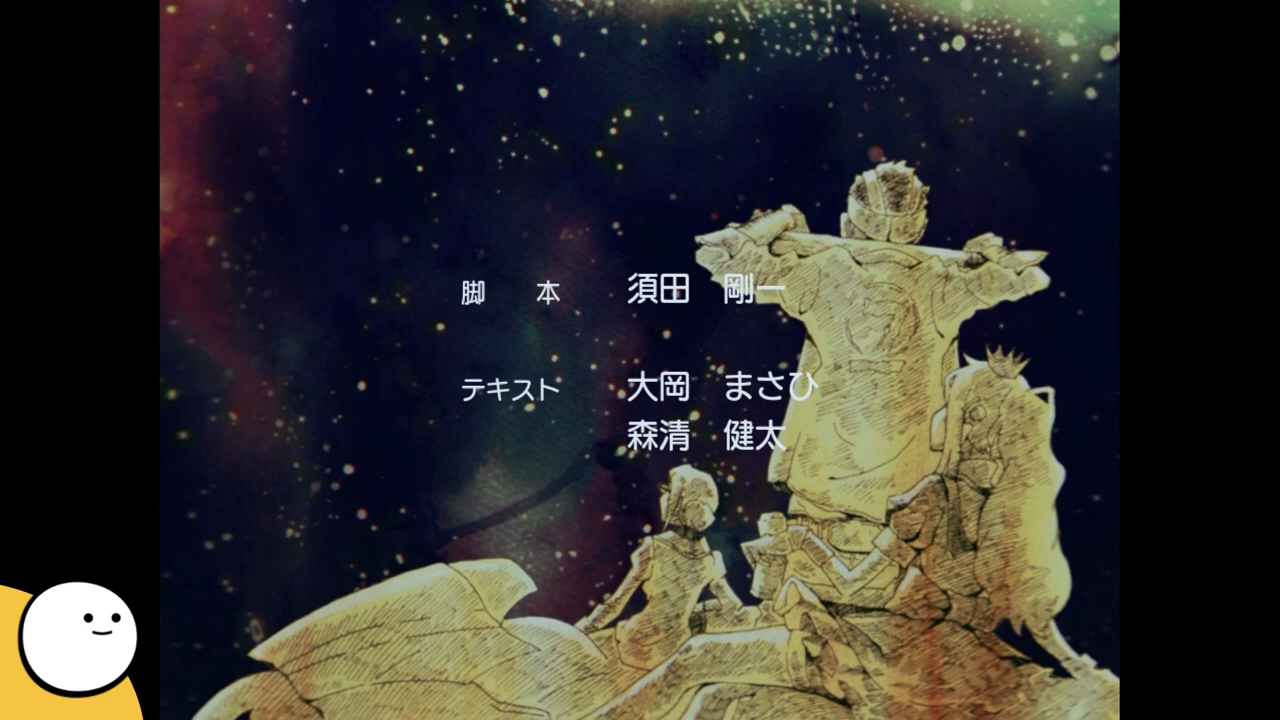 脚　本　須田　剛一
テキスト　大岡　まさひ
森清　健太